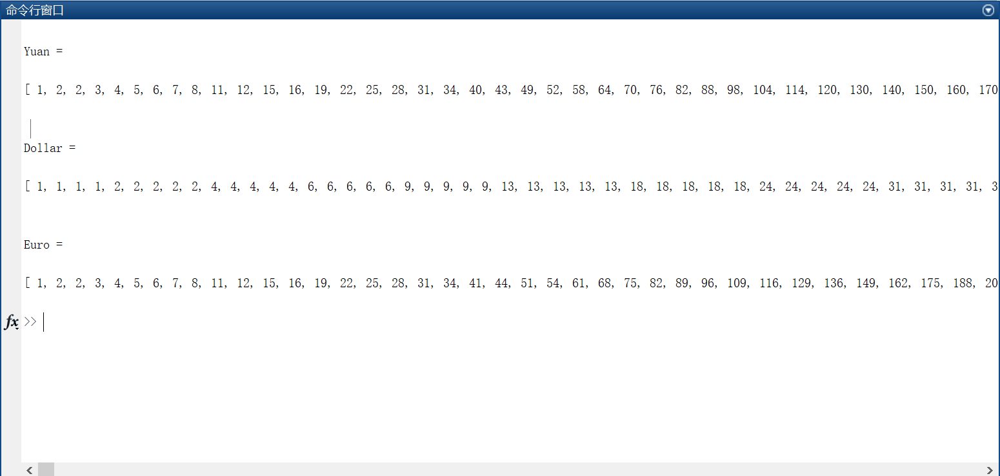 命令行窗口
Yuan =
[ 1, 2, 2, 3, 4, 5, 6, 7, 8, 11, 12, 15, 16, 19, 22, 25, 28, 31, 34, 40, 43, 49, 52, 58, 64, 70, 76, 82, 88, 98, 104, 114, 120, 130, 140, 150, 160, 170
Dollar =
[ 1, 1, 1, 1, 2, 2, 2, 2, 2, 4, 4, 4, 4, 4, 6, 6, 6, 6, 6, 9, 9, 9, 9, 9, 13, 13, 13, 13, 13, 18, 18, 18, 18, 18, 24, 24, 24, 24, 24, 31, 31, 31, 31, 3
Euro =
[ 1, 2, 2, 3, 4, 5, 6, 7, 8, 11, 12, 15, 16, 19, 22, 25, 28, 31, 34, 41, 44, 51, 54, 61, 68, 75, 82, 89, 96, 109, 116, 129, 136, 149, 162, 175, 188, 20
fx >>